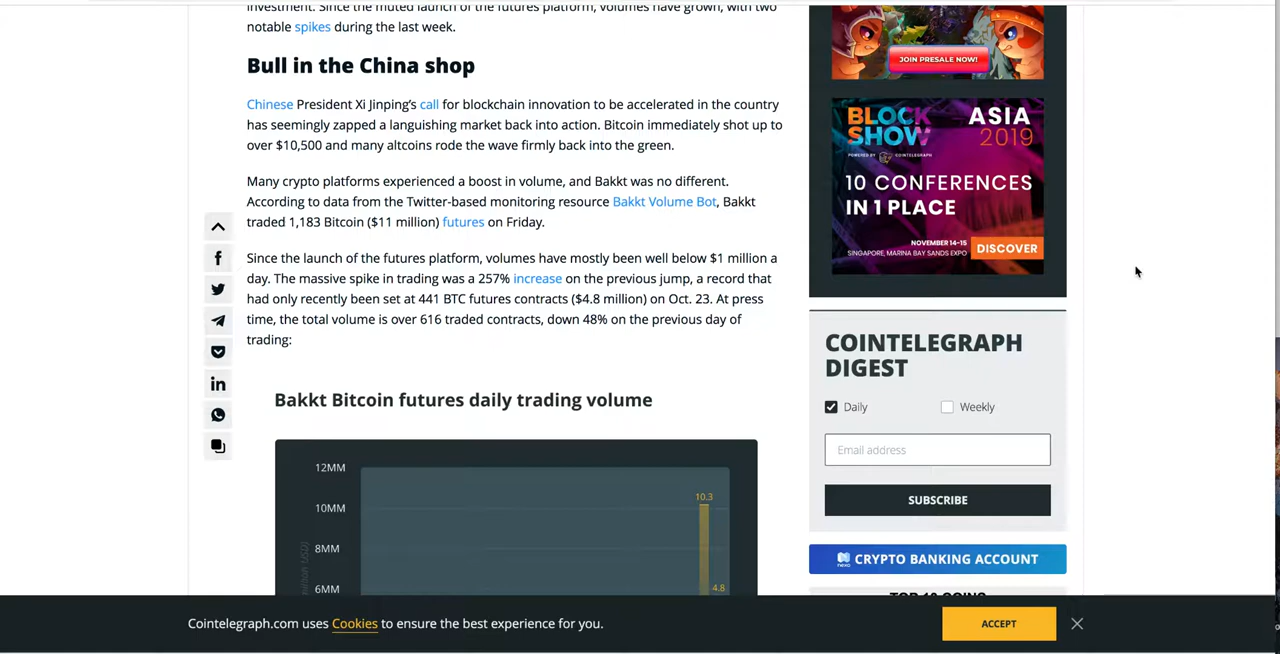 investment. Since the muted launch of the futures platform, volumes have grown, with two
notable spikes during the last week.
Bull in the China shop
Chinese President Xi Jinping’s call for blockchain innovation to be accelerated in the country
has seemingly zapped a languishing market back into action. Bitcoin immediately shot up to
over $10,500 and many altcoins rode the wave firmly back into the green.
Many crypto platforms experienced a boost in volume, and Bakkt was no different.
According to data from the Twitter-based monitoring resource Bakkt Volume Bot, Bakkt
traded 1,183 Bitcoin ($11 million) futures on Friday.
Since the launch of the futures platform, volumes have mostly been well below $1 million a
day. The massive spike in trading was a 257% increase on the previous jump, a record that
had only recently been set at 441 BTC futures contracts ($4.8 million) on Oct. 23. At press
time, the total volume is over 616 traded contracts, down 48% on the previous day of
trading:
Bakkt Bitcoin futures daily trading volume
12MM
10.3
10MM
8MM
6MM
4.8
JOIN PRESALE NOW!
BLOCK
SHOW
ASIA
2019
POWERED BY COINTELEGRAPH
10 CONFERENCES
IN 1 PLACE
NOVEMBER 14-15
SINGAPORE, MARINA BAY SANDS EXPO
DISCOVER
COINTELEGRAPH
DIGEST
Daily
Weekly
Email address
SUBSCRIBE
nexo
CRYPTO BANKING ACCOUNT
TOP 10 COINS
Cointelegraph.com uses Cookies to ensure the best experience for you.
ACCEPT